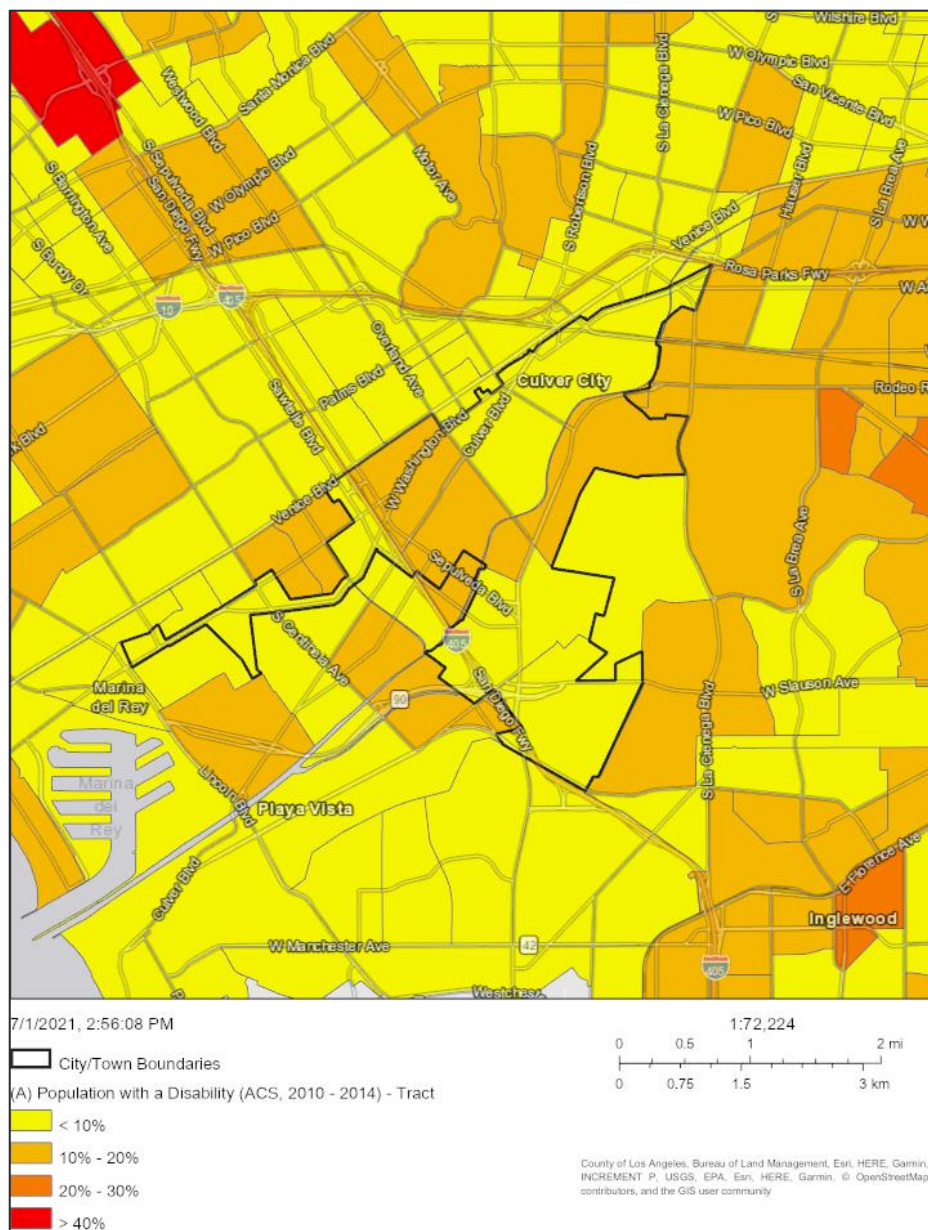 Wilshire Blvd
W Olympic Blvd
San Vicente Blvd
W Pico Blvd
S La Cienega Blvd
Santa Monica Blvd
Westwood Blvd
S Sepulveda Blvd
San Diego Fwy
W Olympic Blvd
W Pico Blvd
S Barrington Ave
S Bundy Dr
Motor Ave
S Robertson Blvd
Hauser Blvd
S La Brea Ave
Venice Blvd
Rosa Parks Fwy
10
405
Overland Ave
Palms Blvd
Culver City
Sawtelle Blvd
Culver Blvd
W Washington Blvd
Venice Blvd
Sepulveda Blvd
S La Brea Ave
S Centinela Ave
405
San Diego Fwy
Marina
del Rey
90
W Slauson Ave
S La Cienega Blvd
Marina
del
Rey
Lincoln Blvd
Playa Vista
Culver Blvd
E Florence Ave
Inglewood
W Manchester Ave
42
405
7/1/2021, 2:56:08 PM
1:72,224
0 0.5 1 2 mi
0 0.75 1.5 3 km
City/Town Boundaries
(A) Population with a Disability (ACS, 2010 - 2014) - Tract
< 10%
10% - 20%
20% - 30%
> 40%
County of Los Angeles, Bureau of Land Management, Esri, HERE, Garmin,
INCREMENT P, USGS, EPA, Esri, HERE, Garmin, © OpenStreetMap
contributors, and the GIS user community